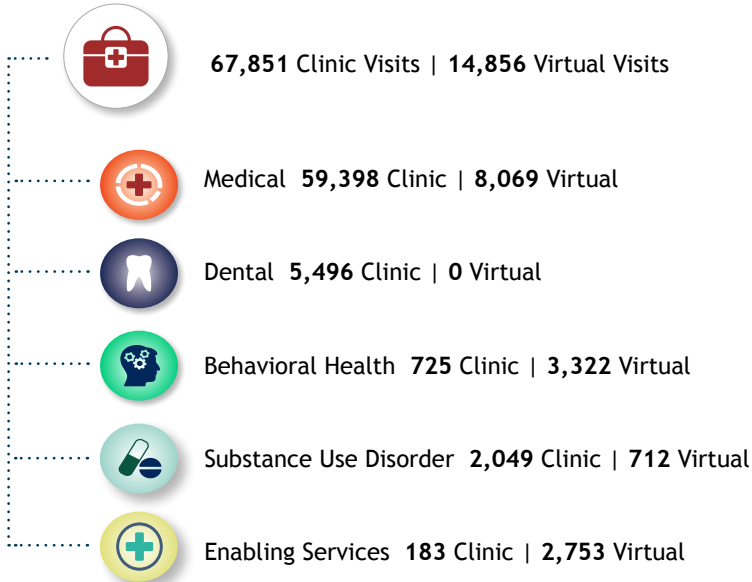 67,851 Clinic Visits | 14,856 Virtual Visits
Medical 59,398 Clinic | 8,069 Virtual
Dental 5,496 Clinic | 0 Virtual
Behavioral Health 725 Clinic | 3,322 Virtual
Substance Use Disorder 2,049 Clinic | 712 Virtual
Enabling Services 183 Clinic | 2,753 Virtual